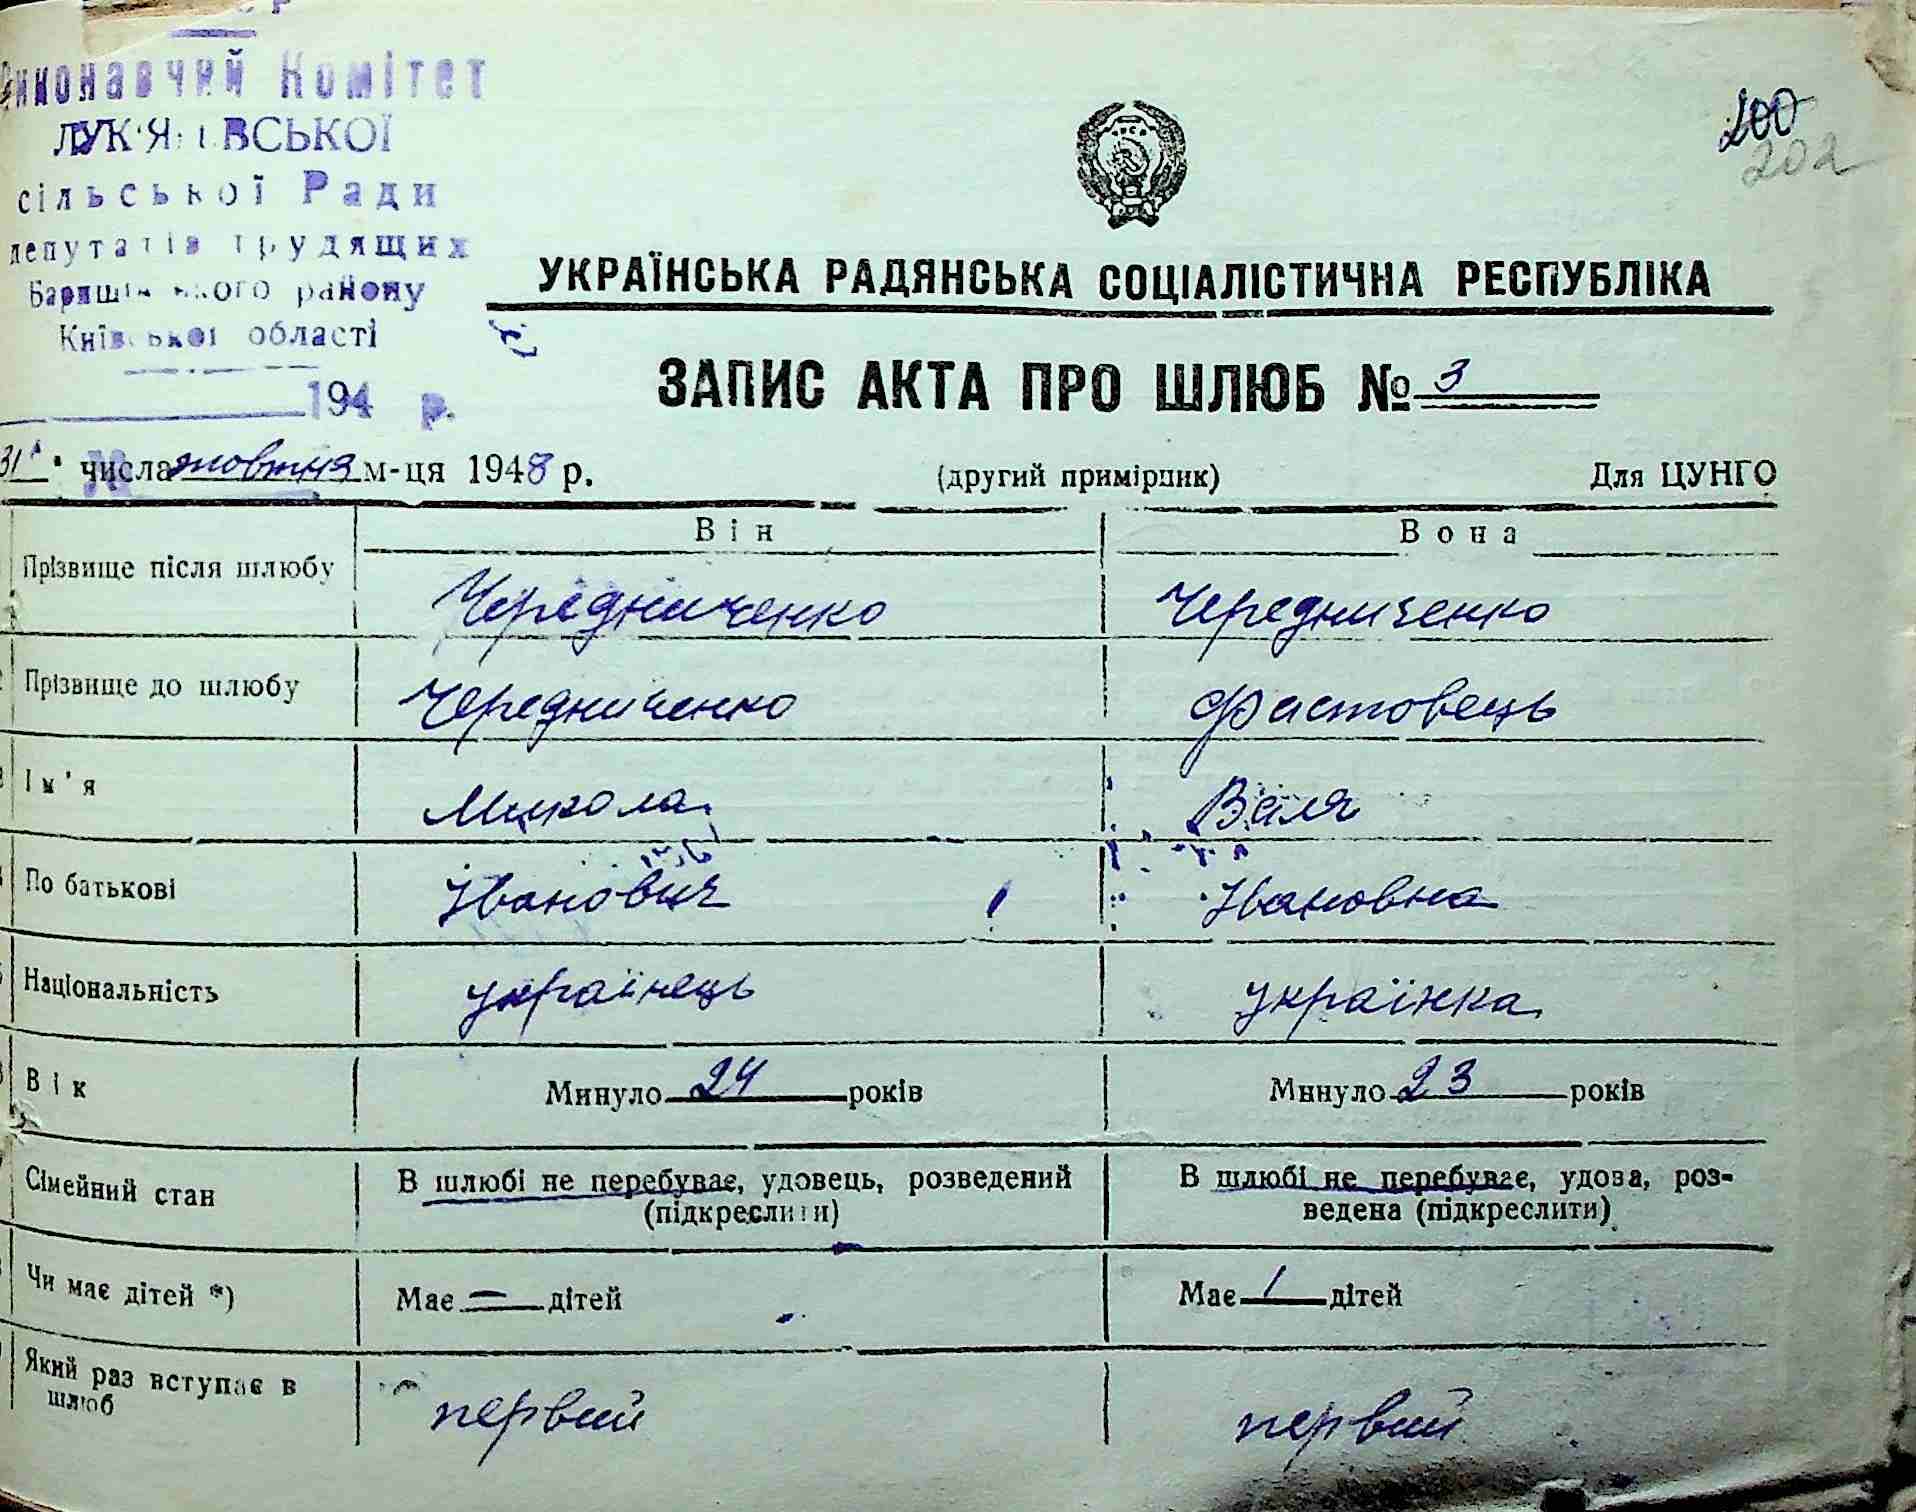 Виконавчий Комітет
ЛУК'Я ІВСЬКОЇ
сільської Ради
депутатів трудящих
району
Київської області
194 р.
200
202
УКРАЇНСЬКА РАДЯНСЬКА СОЦІАЛІСТИЧНА РЕСПУБЛІКА
ЗАПИС АКТА ПРО ШЛЮБ № 3
31 числа жовтня м-ця 1948 р. (другий примірник) Для ЦУНГО
Він Вона
Прізвище після шлюбу Чередниченко Чередниченко
Прізвище до шлюбу Чередниченко Фастовець
Ім'я Микола Валя
По батькові Іванович Івановна
Національність українець українка
Вік Минуло 24 років Минуло 23 років
Сімейний стан В шлюбі не перебуває, удовець, розведений В шлюбі не перебуває, удова, роз-
(підкреслити) ведена (підкреслити)
Чи має дітей *) Має — дітей Має 1 дітей
Який раз вступає в
шлюб первий первий